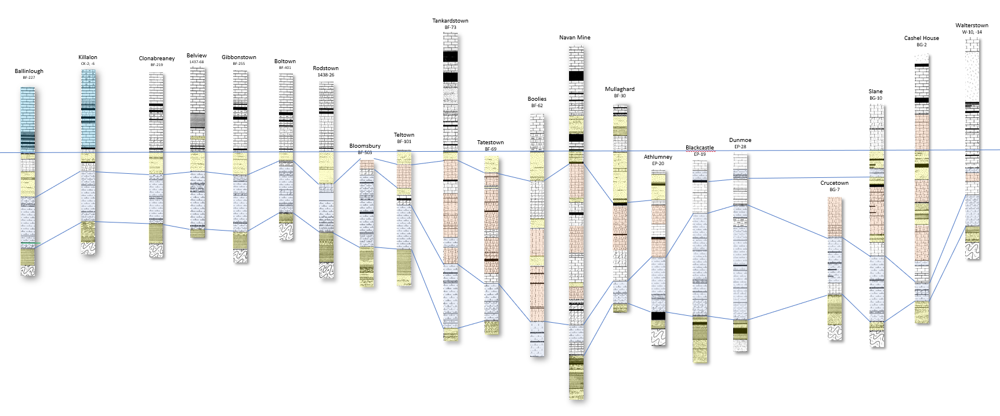 Ballinlough
BF-227
Killalon
CK-2; -6
Clonabreaney
BF-219
Belview
1437-68
Gibbonstown
BF-255
Boltown
BF-401
Rodstown
1438-26
Bloomsbury
BF-503
Teltown
BF-101
Tankardstown
BF-73
Tatestown
BF-69
Boolies
BF-62
Navan Mine
Mullaghard
BF-30
Athlumney
EP-20
Blackcastle
EP-19
Dunmoe
EP-28
Crucetown
BG-7
Slane
BG-10
Cashel House
BG-2
Walterstown
W-10, -14